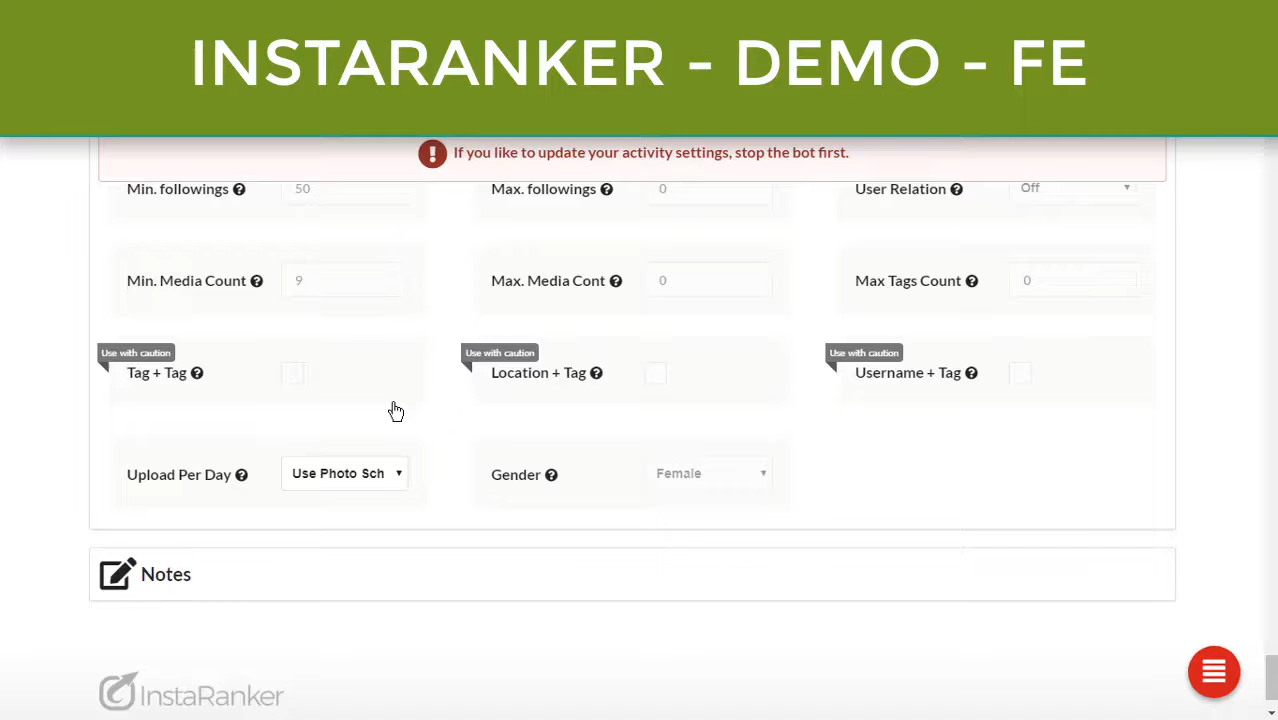 INSTARANKER - DEMO - FE
If you like to update your activity settings, stop the bot first.
Min. followings 50 Max. followings 0 User Relation Off
Min. Media Count 9 Max. Media Cont 0 Max Tags Count 0
Use with caution Use with caution Use with caution
Tag + Tag Location + Tag Username + Tag
Upload Per Day Use Photo Sch Gender Female
Notes
InstaRanker